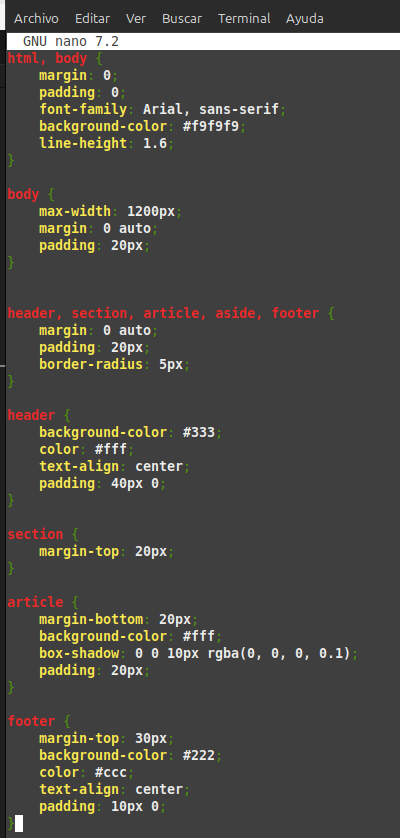 Archivo Editar Ver Buscar Terminal Ayuda
GNU nano 7.2
html, body {
    margin: 0;
    padding: 0;
    font-family: Arial, sans-serif;
    background-color: #f9f9f9;
    line-height: 1.6;
}

body {
    max-width: 1200px;
    margin: 0 auto;
    padding: 20px;
}


header, section, article, aside, footer {
    margin: 0 auto;
    padding: 20px;
    border-radius: 5px;
}

header {
    background-color: #333;
    color: #fff;
    text-align: center;
    padding: 40px 0;
}

section {
    margin-top: 20px;
}

article {
    margin-bottom: 20px;
    background-color: #fff;
    box-shadow: 0 0 10px rgba(0, 0, 0, 0.1);
    padding: 20px;
}

footer {
    margin-top: 30px;
    background-color: #222;
    color: #ccc;
    text-align: center;
    padding: 10px 0;
}